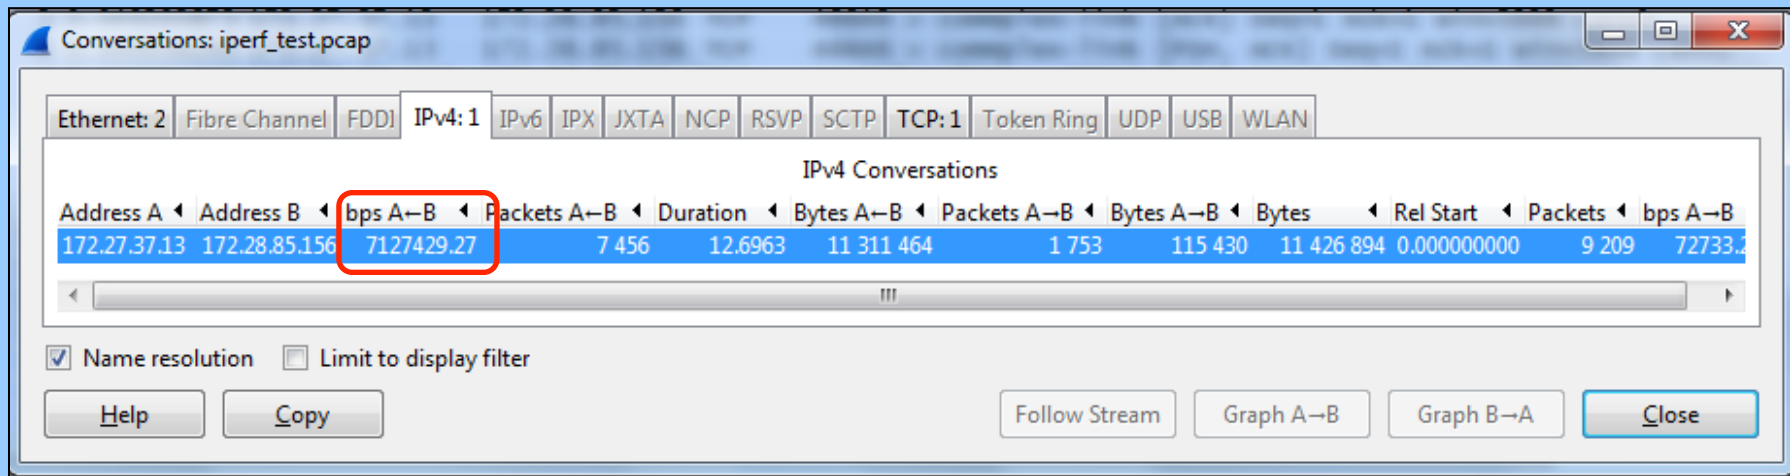 Conversations: iperf_test.pcap
Ethernet: 2 Fibre Channel FDDI IPv4: 1 IPv6 IPX JXTA NCP RSVP SCTP TCP: 1 Token Ring UDP USB WLAN
IPv4 Conversations
Address A Address B bps A←B Packets A←B Duration Bytes A←B Packets A→B Bytes A→B Bytes Rel Start Packets bps A→B
172.27.37.13 172.28.85.156 7127429.27 7 456 12.6963 11 311 464 1 753 115 430 11 426 894 0.000000000 9 209 72733.2
Name resolution Limit to display filter
Help Copy Follow Stream Graph A→B Graph B→A Close